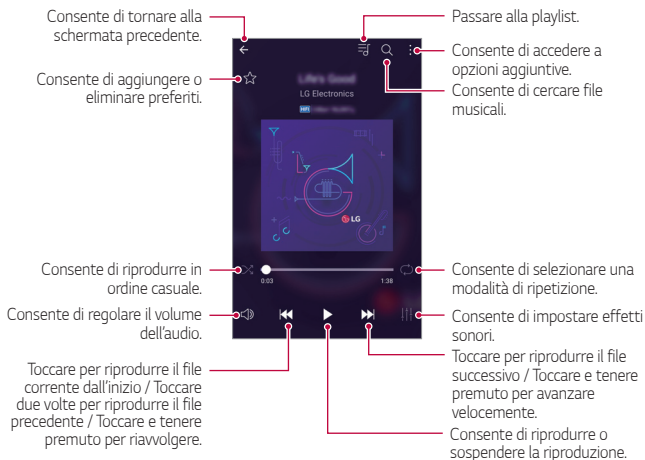 Consente di tornare alla
schermata precedente.
Consente di aggiungere o
eliminare preferiti.
Passare alla playlist.
Consente di accedere a
opzioni aggiuntive.
Consente di cercare file
musicali.
Life's Good
LG Electronics
HiFi
LG
0:03
1:38
Consente di riprodurre in
ordine casuale.
Consente di regolare il volume
dell'audio.
Toccare per riprodurre il file
corrente dall'inizio / Toccare
due volte per riprodurre il file
precedente / Toccare e tenere
premuto per riavvolgere.
Consente di selezionare una
modalità di ripetizione.
Consente di impostare effetti
sonori.
Toccare per riprodurre il file
successivo / Toccare e tenere
premuto per avanzare
velocemente.
Consente di riprodurre o
sospendere la riproduzione.